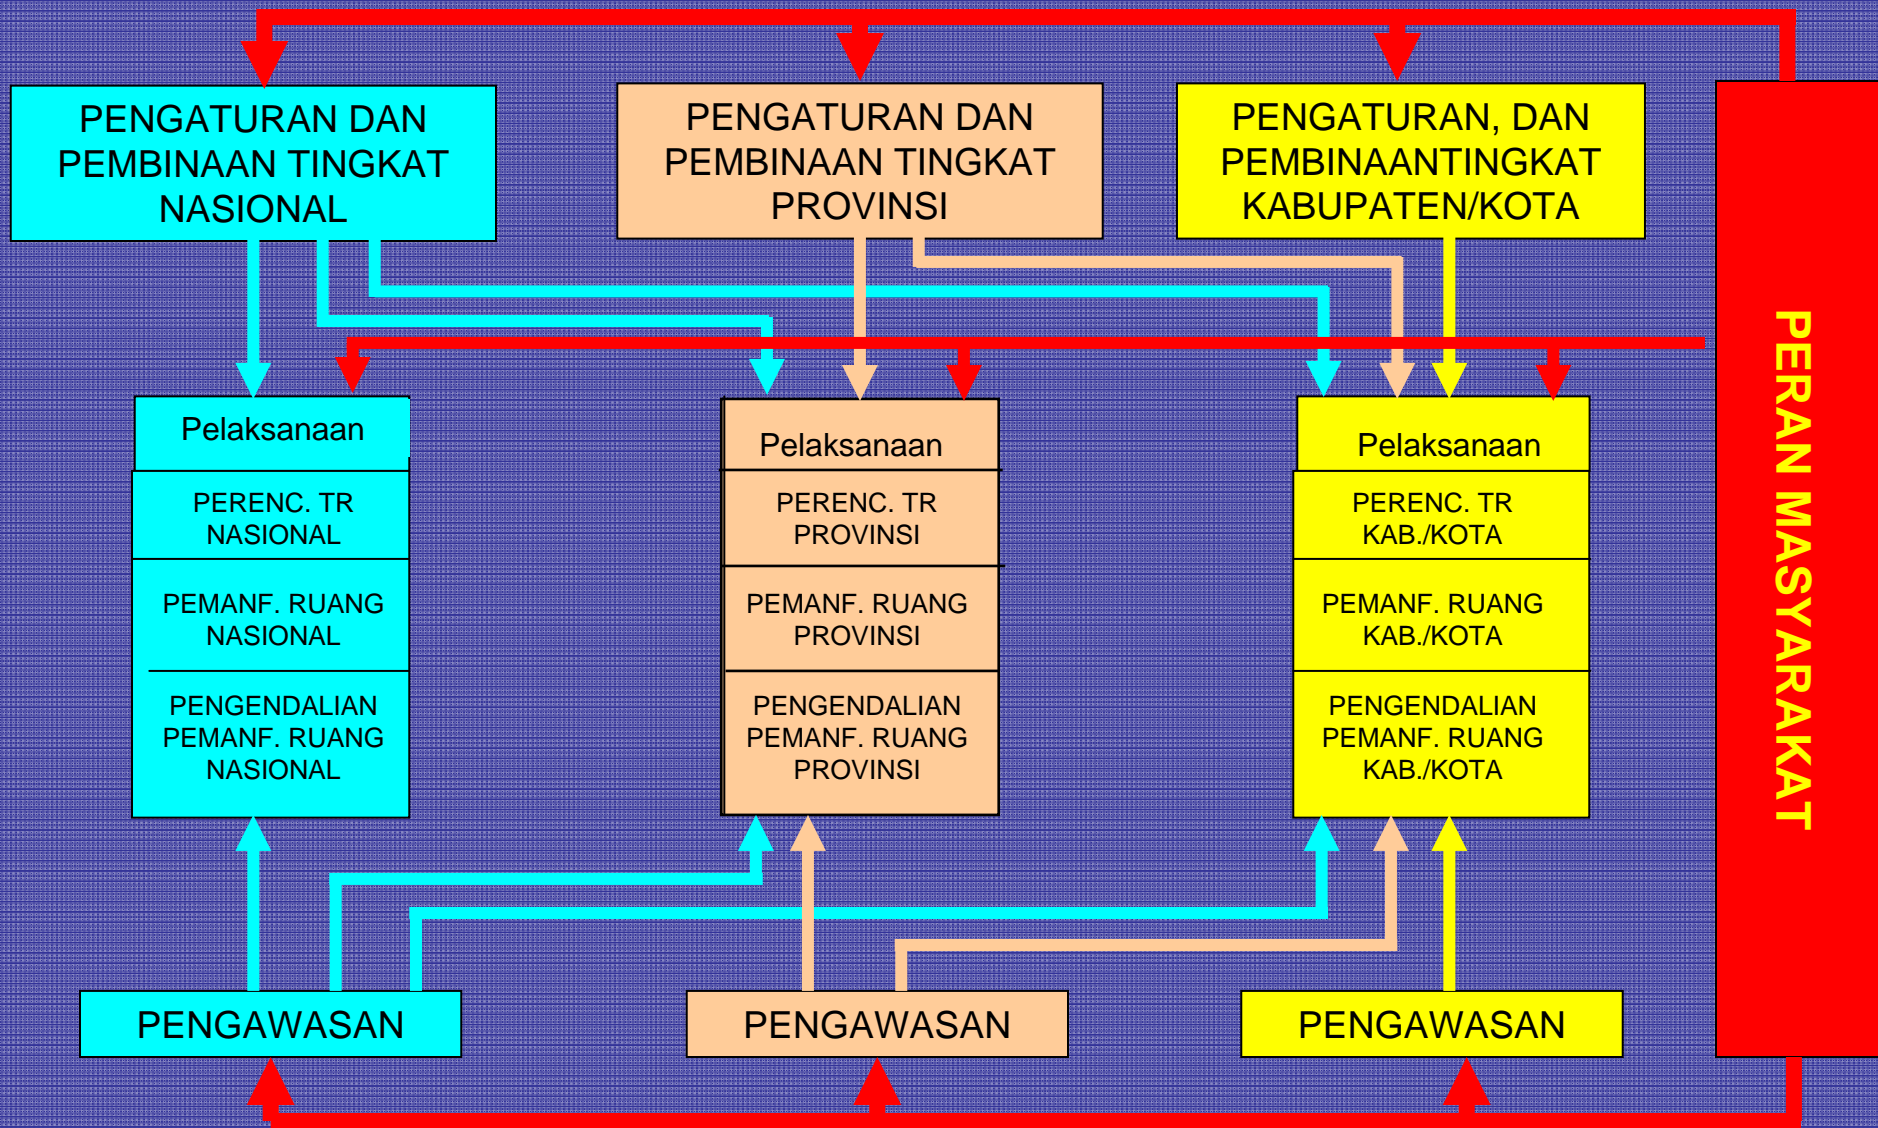 PENGATURAN DAN
PEMBINAAN TINGKAT
NASIONAL
PENGATURAN DAN
PEMBINAAN TINGKAT
PROVINSI
PENGATURAN, DAN
PEMBINAANTINGKAT
KABUPATEN/KOTA
Pelaksanaan
PERENC. TR
NASIONAL
PEMANF. RUANG
NASIONAL
PENGENDALIAN
PEMANF. RUANG
NASIONAL
Pelaksanaan
PERENC. TR
PROVINSI
PEMANF. RUANG
PROVINSI
PENGENDALIAN
PEMANF. RUANG
PROVINSI
Pelaksanaan
PERENC. TR
KAB./KOTA
PEMANF. RUANG
KAB./KOTA
PENGENDALIAN
PEMANF. RUANG
KAB./KOTA
PENGAWASAN
PENGAWASAN
PENGAWASAN
PERAN MASYARAKAT